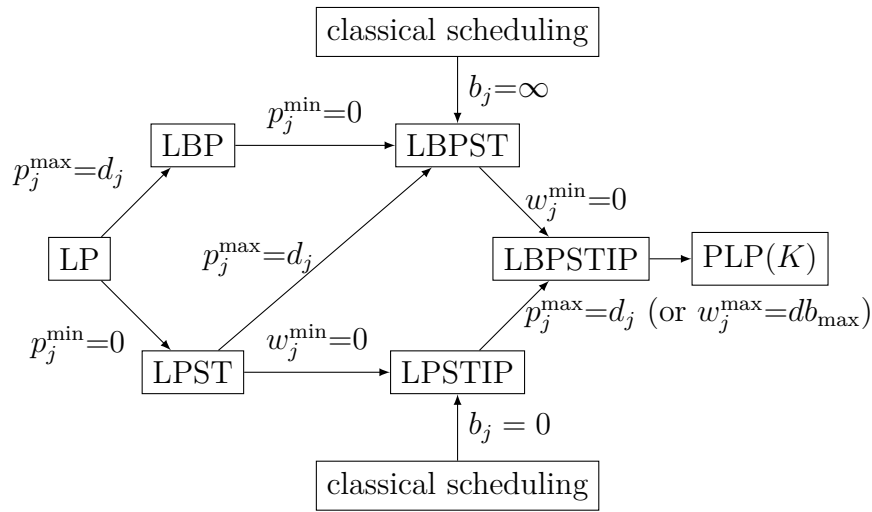 classical scheduling
b_j=∞
p_j^min=0
LBP
LBPST
p_j^max=d_j
w_j^min=0
p_j^max=d_j
LP
LBPSTIP
PLP(K)
p_j^max=d_j (or w_j^max=db_max)
p_j^min=0
w_j^min=0
LPST
LPSTIP
b_j = 0
classical scheduling